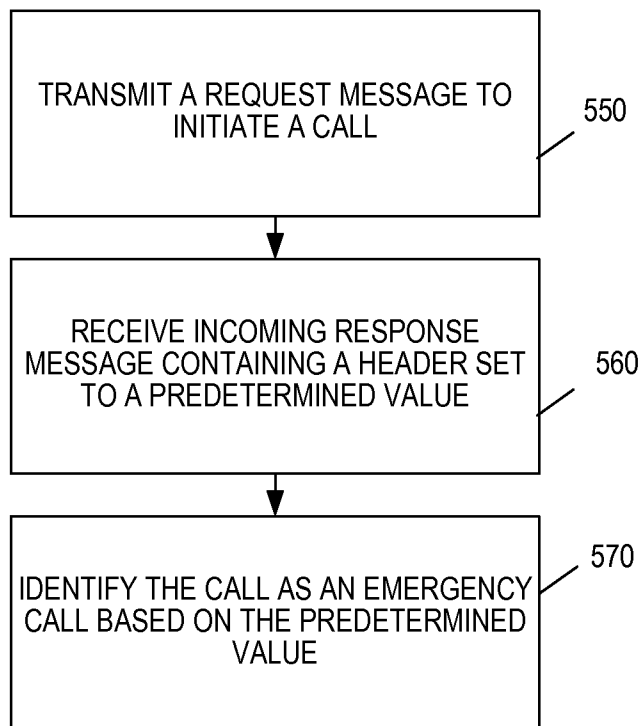 TRANSMIT A REQUEST MESSAGE TO
INITIATE A CALL
550
RECEIVE INCOMING RESPONSE
MESSAGE CONTAINING A HEADER SET
TO A PREDETERMINED VALUE
560
IDENTIFY THE CALL AS AN EMERGENCY
CALL BASED ON THE PREDETERMINED
VALUE
570